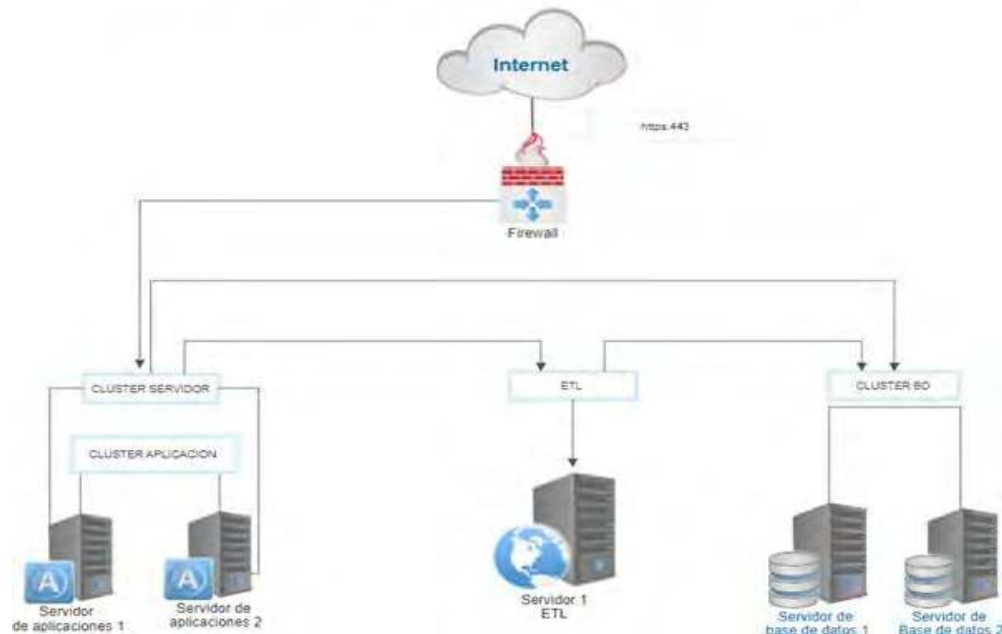 Internet
https:443
Firewall
CLUSTER SERVIDOR
ETL
CLUSTER BD
CLUSTER APLICACION
Servidor
de aplicaciones 1
Servidor de
aplicaciones 2
Servidor 1
ETL
Servidor de
base de datos 1
Servidor de
Base de datos 2